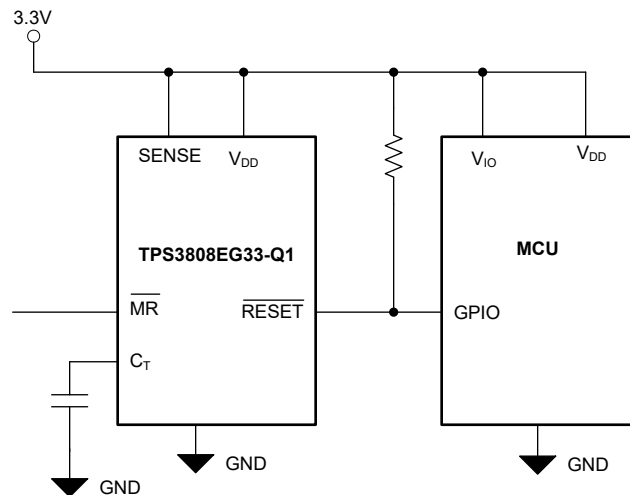 3.3V
SENSE
VDD
VIO
VDD
TPS3808EG33-Q1
MCU
MR
RESET
GPIO
CT
GND
GND
GND